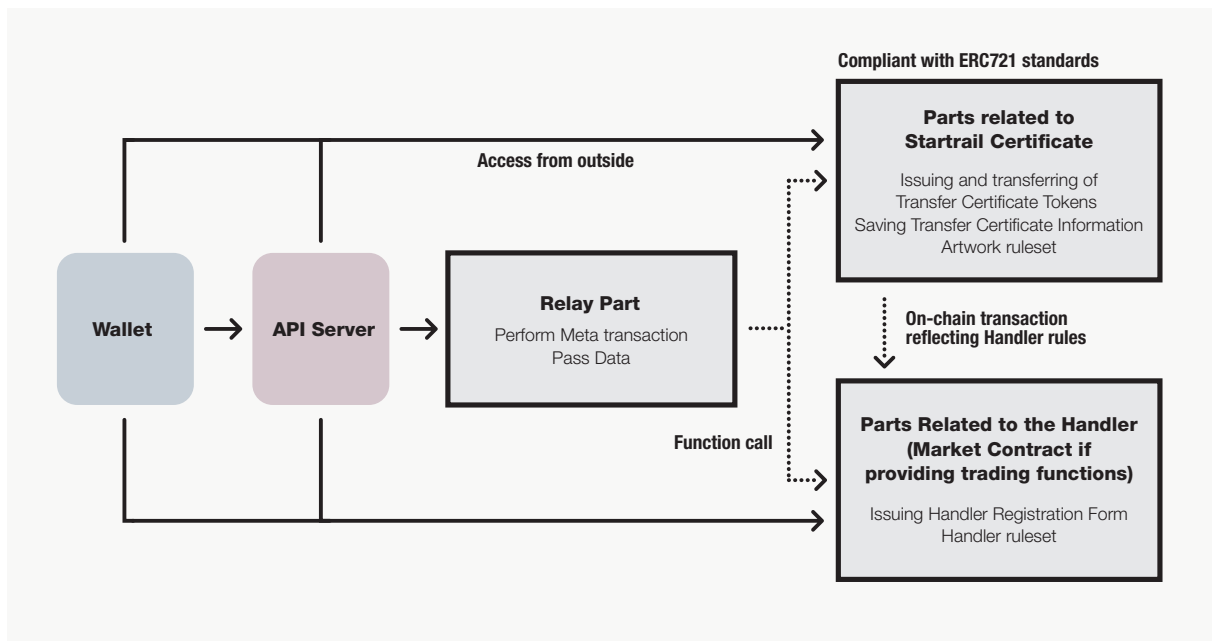 Compliant with ERC721 standards
Parts related to
Startrail Certificate
Issuing and transferring of
Transfer Certificate Tokens
Saving Transfer Certificate Information
Artwork ruleset
Access from outside
Wallet
API Server
Relay Part
Perform Meta transaction
Pass Data
On-chain transaction
reflecting Handler rules
Function call
Parts Related to the Handler
(Market Contract if
providing trading functions)
Issuing Handler Registration Form
Handler ruleset